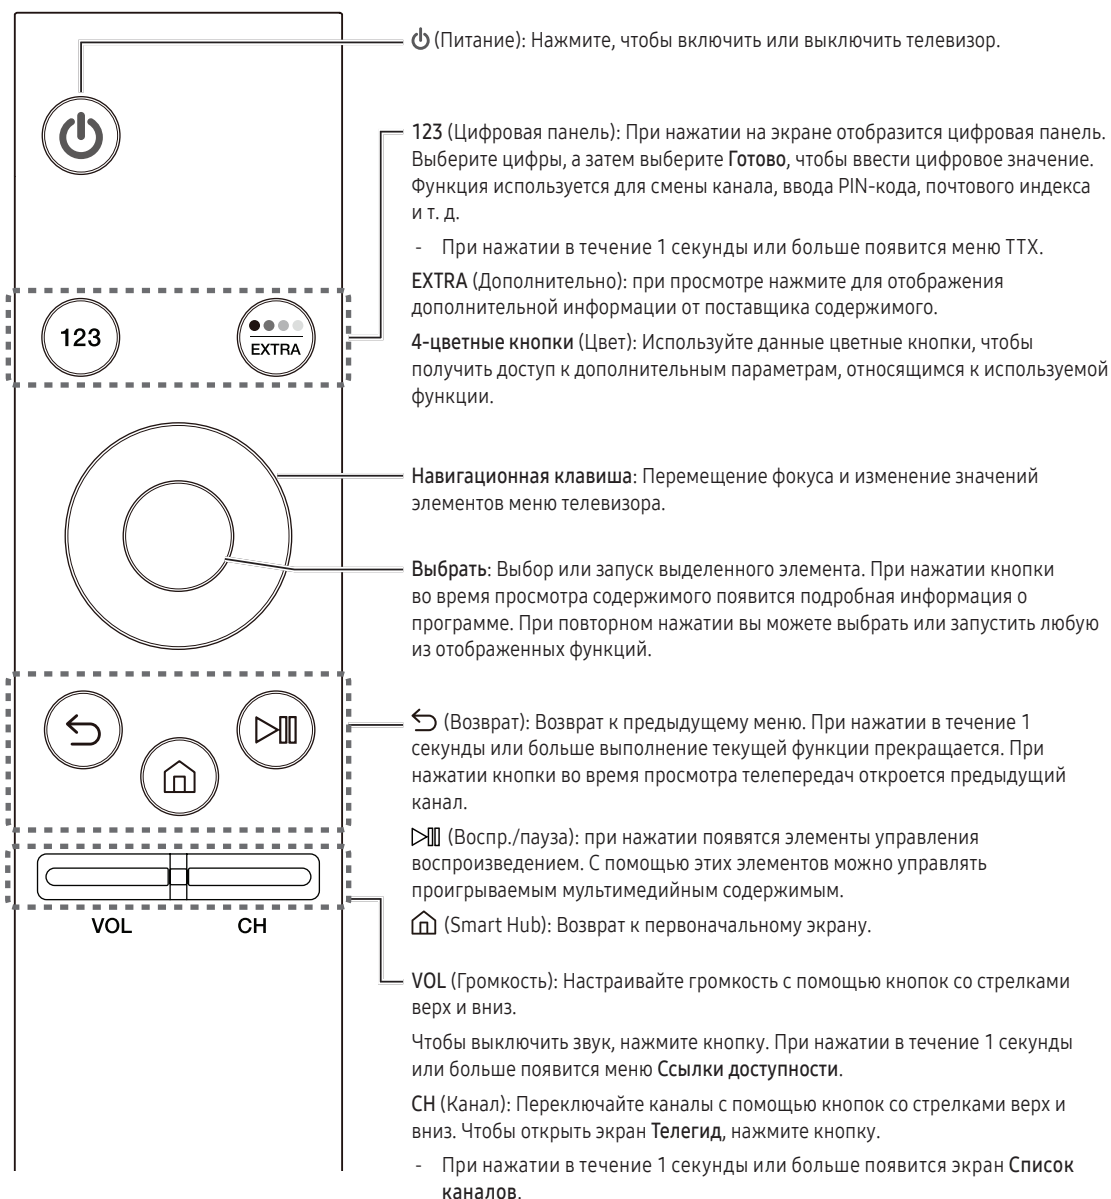 (Питание): Нажмите, чтобы включить или выключить телевизор.
123 (Цифровая панель): При нажатии на экране отобразится цифровая панель.
Выберите цифры, а затем выберите Готово, чтобы ввести цифровое значение.
Функция используется для смены канала, ввода PIN-кода, почтового индекса
и т. д.
- При нажатии в течение 1 секунды или больше появится меню TTX.
EXTRA (Дополнительно): при просмотре нажмите для отображения
дополнительной информации от поставщика содержимого.
4-цветные кнопки (Цвет): Используйте данные цветные кнопки, чтобы
получить доступ к дополнительным параметрам, относящимся к используемой
функции.
123
EXTRA
Навигационная клавиша: Перемещение фокуса и изменение значений
элементов меню телевизора.
Выбрать: Выбор или запуск выделенного элемента. При нажатии кнопки
во время просмотра содержимого появится подробная информация о
программе. При повторном нажатии вы можете выбрать или запустить любую
из отображенных функций.
(Возврат): Возврат к предыдущему меню. При нажатии в течение 1
секунды или больше выполнение текущей функции прекращается. При
нажатии кнопки во время просмотра телепередач откроется предыдущий
канал.
(Воспр./пауза): при нажатии появятся элементы управления
воспроизведением. С помощью этих элементов можно управлять
проигрываемым мультимедийным содержимым.
(Smart Hub): Возврат к первоначальному экрану.
VOL
CH
VOL (Громкость): Настраивайте громкость с помощью кнопок со стрелками
верх и вниз.
Чтобы выключить звук, нажмите кнопку. При нажатии в течение 1 секунды
или больше появится меню Ссылки доступности.
CH (Канал): Переключайте каналы с помощью кнопок со стрелками верх и
вниз. Чтобы открыть экран Телегид, нажмите кнопку.
- При нажатии в течение 1 секунды или больше появится экран Список
каналов.